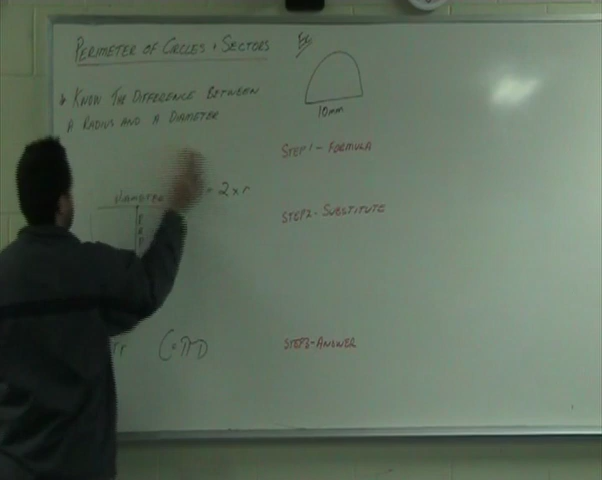 PERIMETER OF CIRCLES + SECTORS
Ex.
KNOW THE DIFFERENCE BETWEEN
A RADIUS AND A DIAMETER
10mm
STEP 1 - FORMULA
DIAMETER
= 2 x r
STEP 2 - SUBSTITUTE
C = πD
STEP 3 - ANSWER